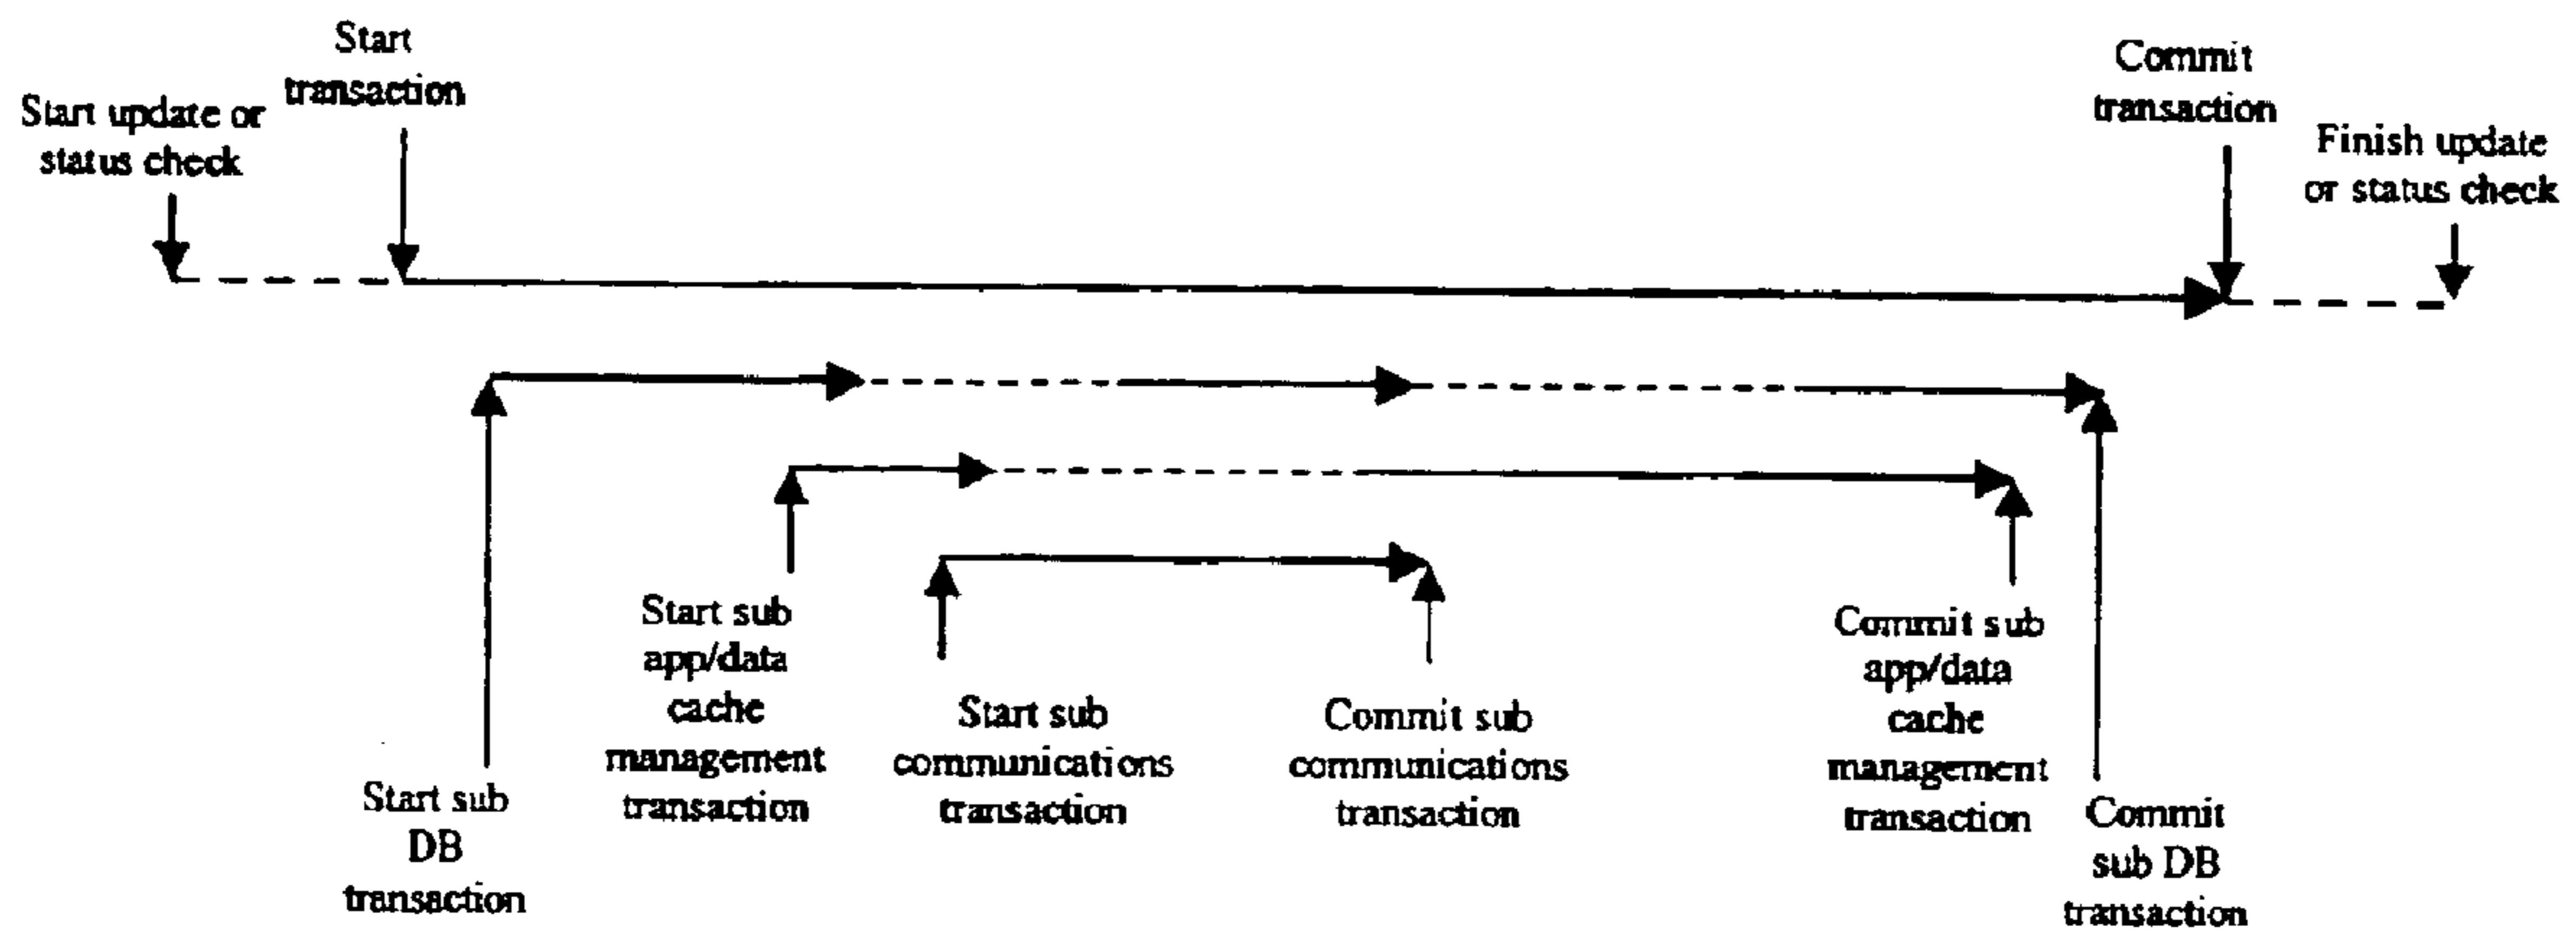 Start
transaction
Start update or
status check
Commit
transaction
Finish update
or status check
Start sub
app/data
cache
management
transaction
Start sub
communications
transaction
Commit sub
communications
transaction
Commit sub
app/data
cache
management
transaction
Start sub
DB
transaction
Commit
sub DB
transaction